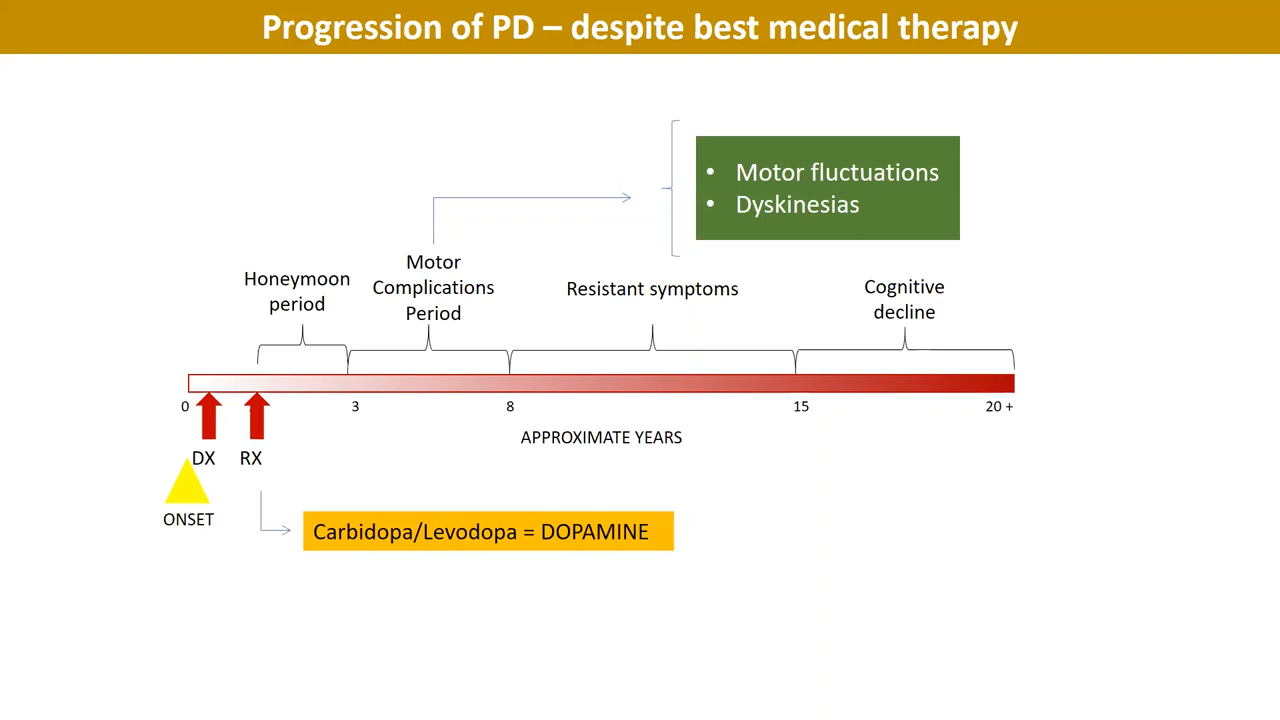 Progression of PD – despite best medical therapy
• Motor fluctuations
• Dyskinesias
Honeymoon
period
Motor
Complications
Period
Resistant symptoms
Cognitive
decline
0
3
8
15
20 +
APPROXIMATE YEARS
DX
RX
ONSET
Carbidopa/Levodopa = DOPAMINE